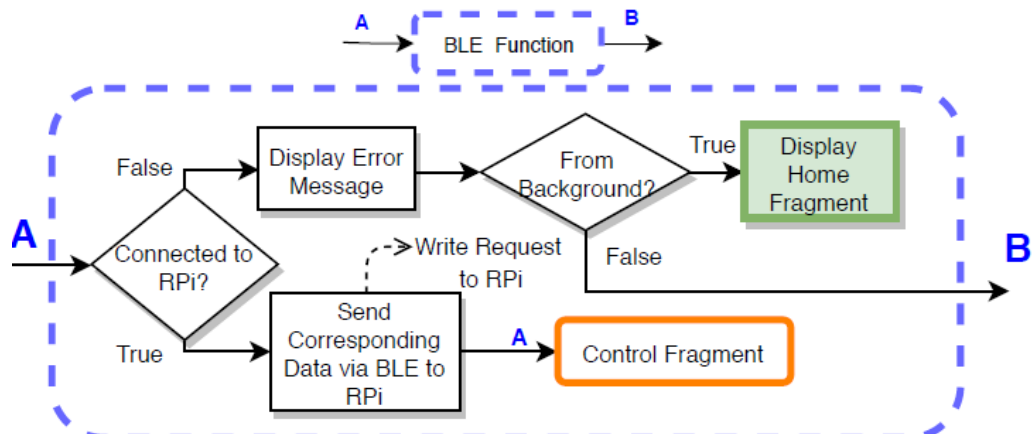 A
BLE Function
B
False
Display Error
Message
From
Background?
True
Display
Home
Fragment
A
Connected to
RPi?
Write Request
to RPi
False
B
True
Send
Corresponding
Data via BLE to
RPi
A
Control Fragment